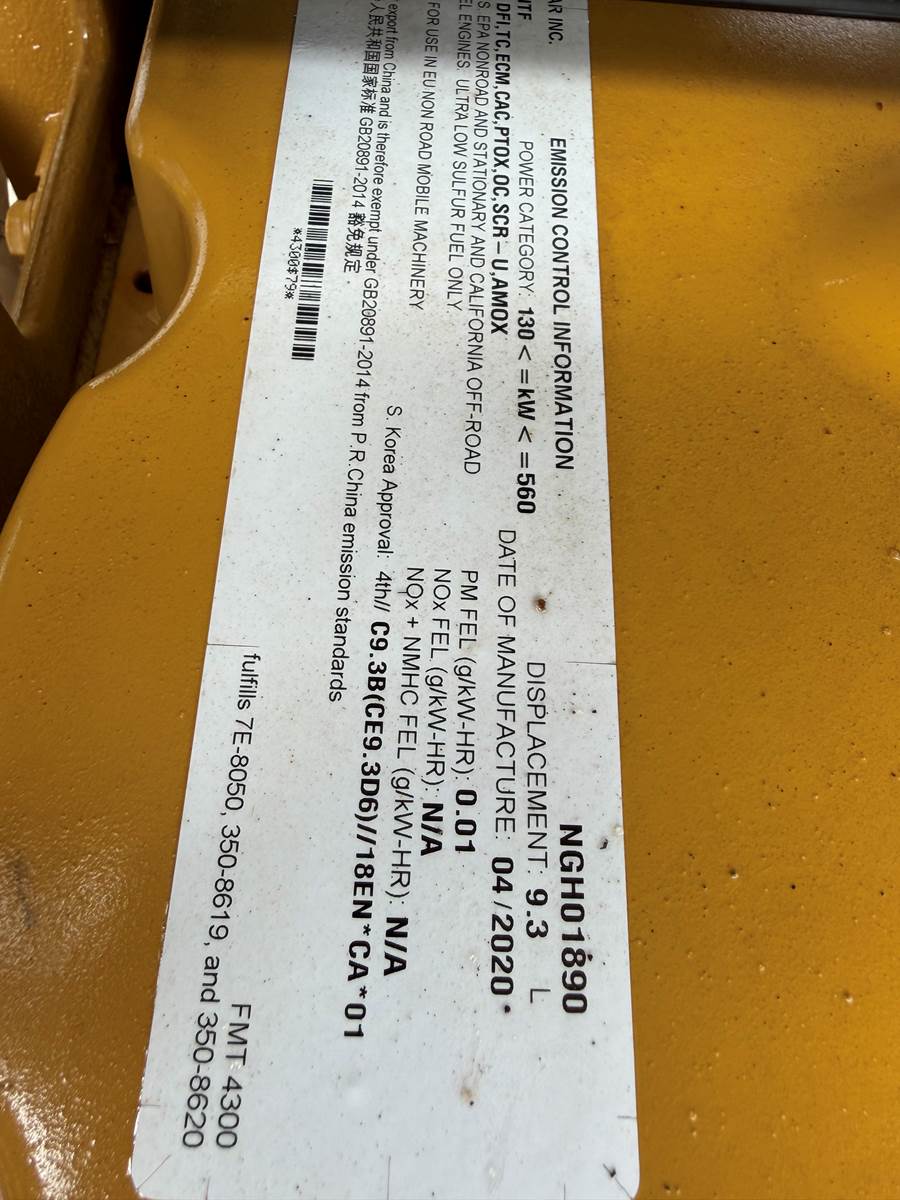 INC.
EMISSION CONTROL INFORMATION
NGH01890
POWER CATEGORY: 130 < = kW < = 560
DISPLACEMENT: 9.3 L
DFI,TC,ECM,CAC,PTOX,OC,SCR-U,AMOX
DATE OF MANUFACTURE: 04/2020
EPA NONROAD AND STATIONARY AND CALIFORNIA OFF-ROAD
PM FEL (g/kW-HR): 0.01
ENGINES: ULTRA LOW SULFUR FUEL ONLY
NOx FEL (g/kW-HR): N/A
NOx + NMHC FEL (g/kW-HR): N/A
FOR USE IN EU NON ROAD MOBILE MACHINERY
S. Korea Approval: 4th// C9.3B(CE9.3D6)//18EN*CA*01
export from China and is therefore exempt under GB20891-2014 from P.R.China emission standards
人民共和国国家标准 GB20891-2014 豁免规定
*4300$79*
FMT 4300
fulfills 7E-8050, 350-8619, and 350-8620